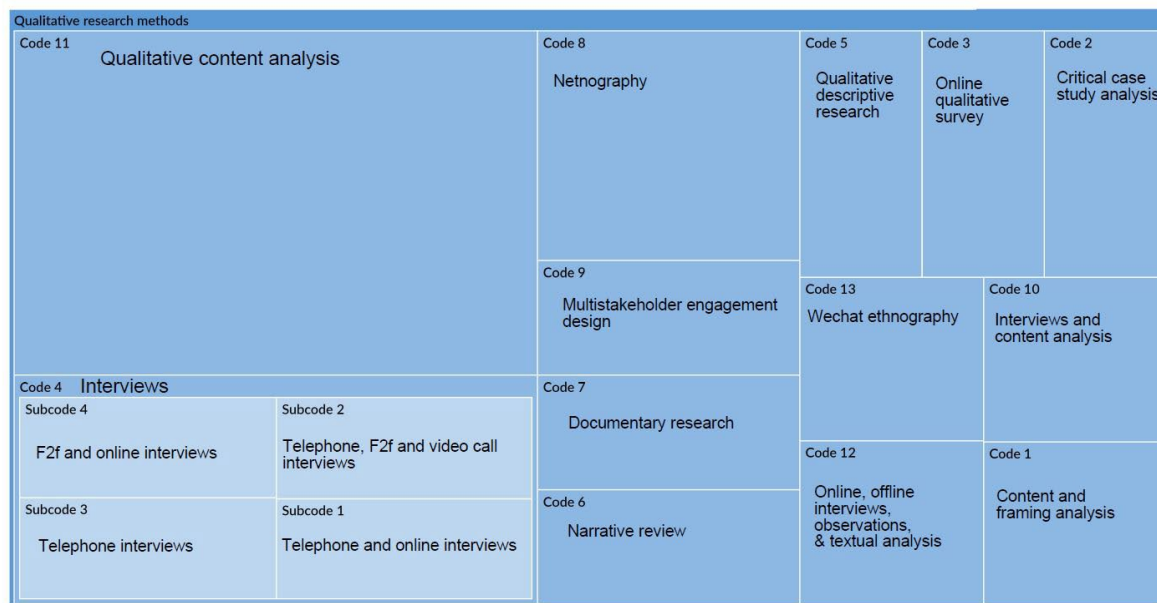 Qualitative research methods
Code 11
Qualitative content analysis
Code 4 Interviews
Subcode 4
F2f and online interviews
Subcode 2
Telephone, F2f and video call
interviews
Subcode 3
Telephone interviews
Subcode 1
Telephone and online interviews
Code 8
Netnography
Code 9
Multistakeholder engagement
design
Code 7
Documentary research
Code 6
Narrative review
Code 5
Qualitative
descriptive
research
Code 3
Online
qualitative
survey
Code 2
Critical case
study analysis
Code 13
Wechat ethnography
Code 10
Interviews and
content analysis
Code 12
Online, offline
interviews,
observations,
& textual analysis
Code 1
Content and
framing analysis